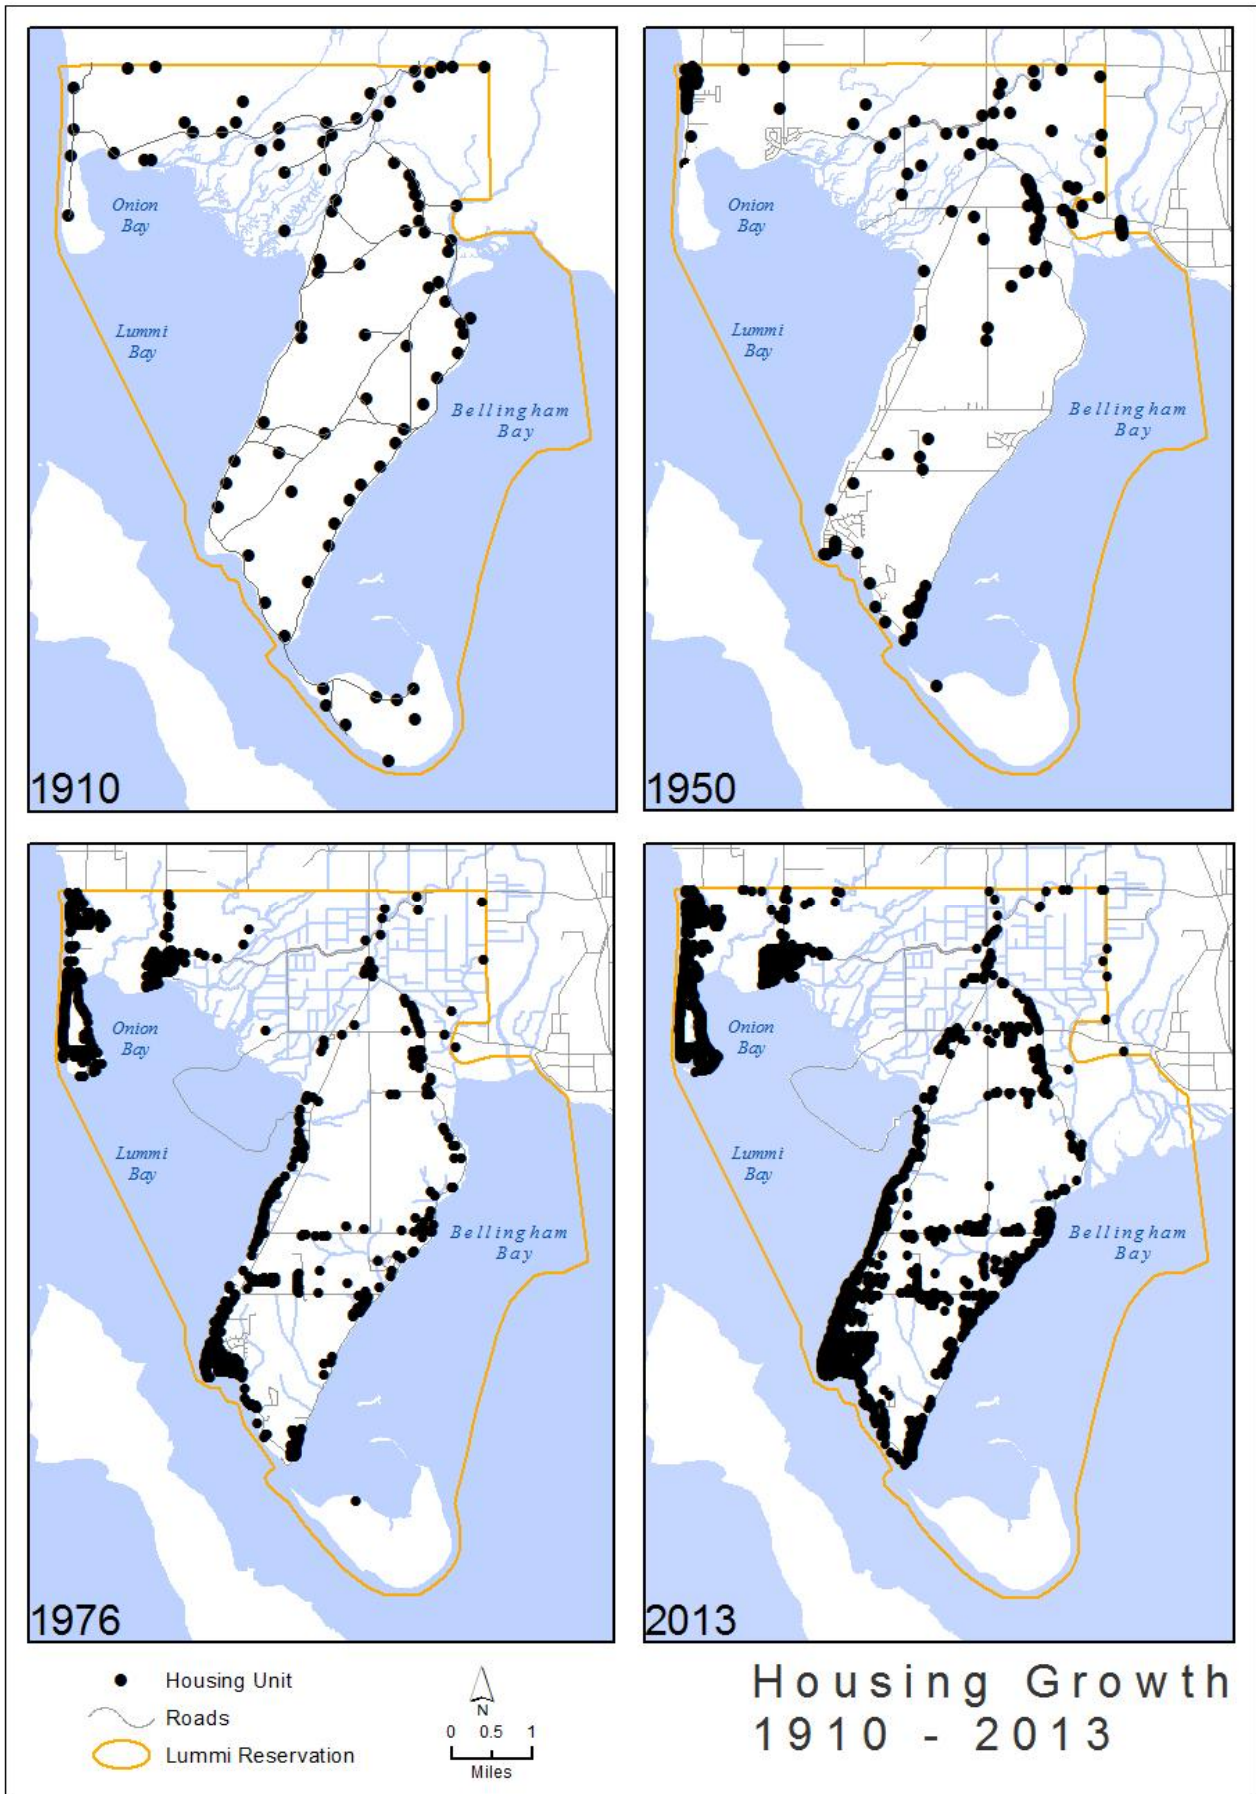 Onion
Bay
Lummi
Bay
Bellingham
Bay
1910
Onion
Bay
Lummi
Bay
Bellingham
Bay
1950
Onion
Bay
Lummi
Bay
Bellingham
Bay
1976
Onion
Bay
Lummi
Bay
Bellingham
Bay
2013
Housing Unit
Roads
Lummi Reservation
N
0 0.5 1
Miles
Housing Growth
1910 - 2013